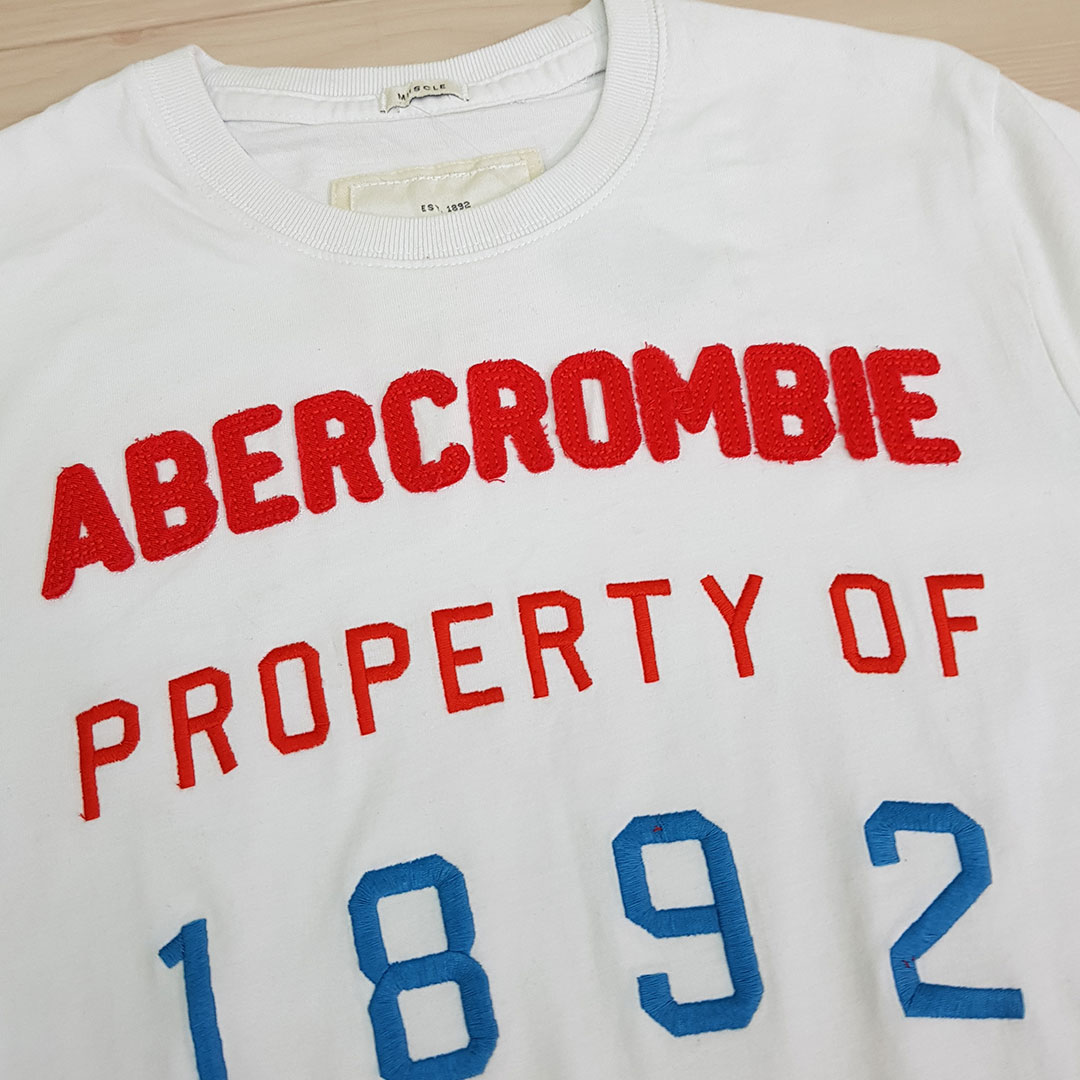 MUSCLE
EST. 1892
ABERCROMBIE
PROPERTY OF
1892